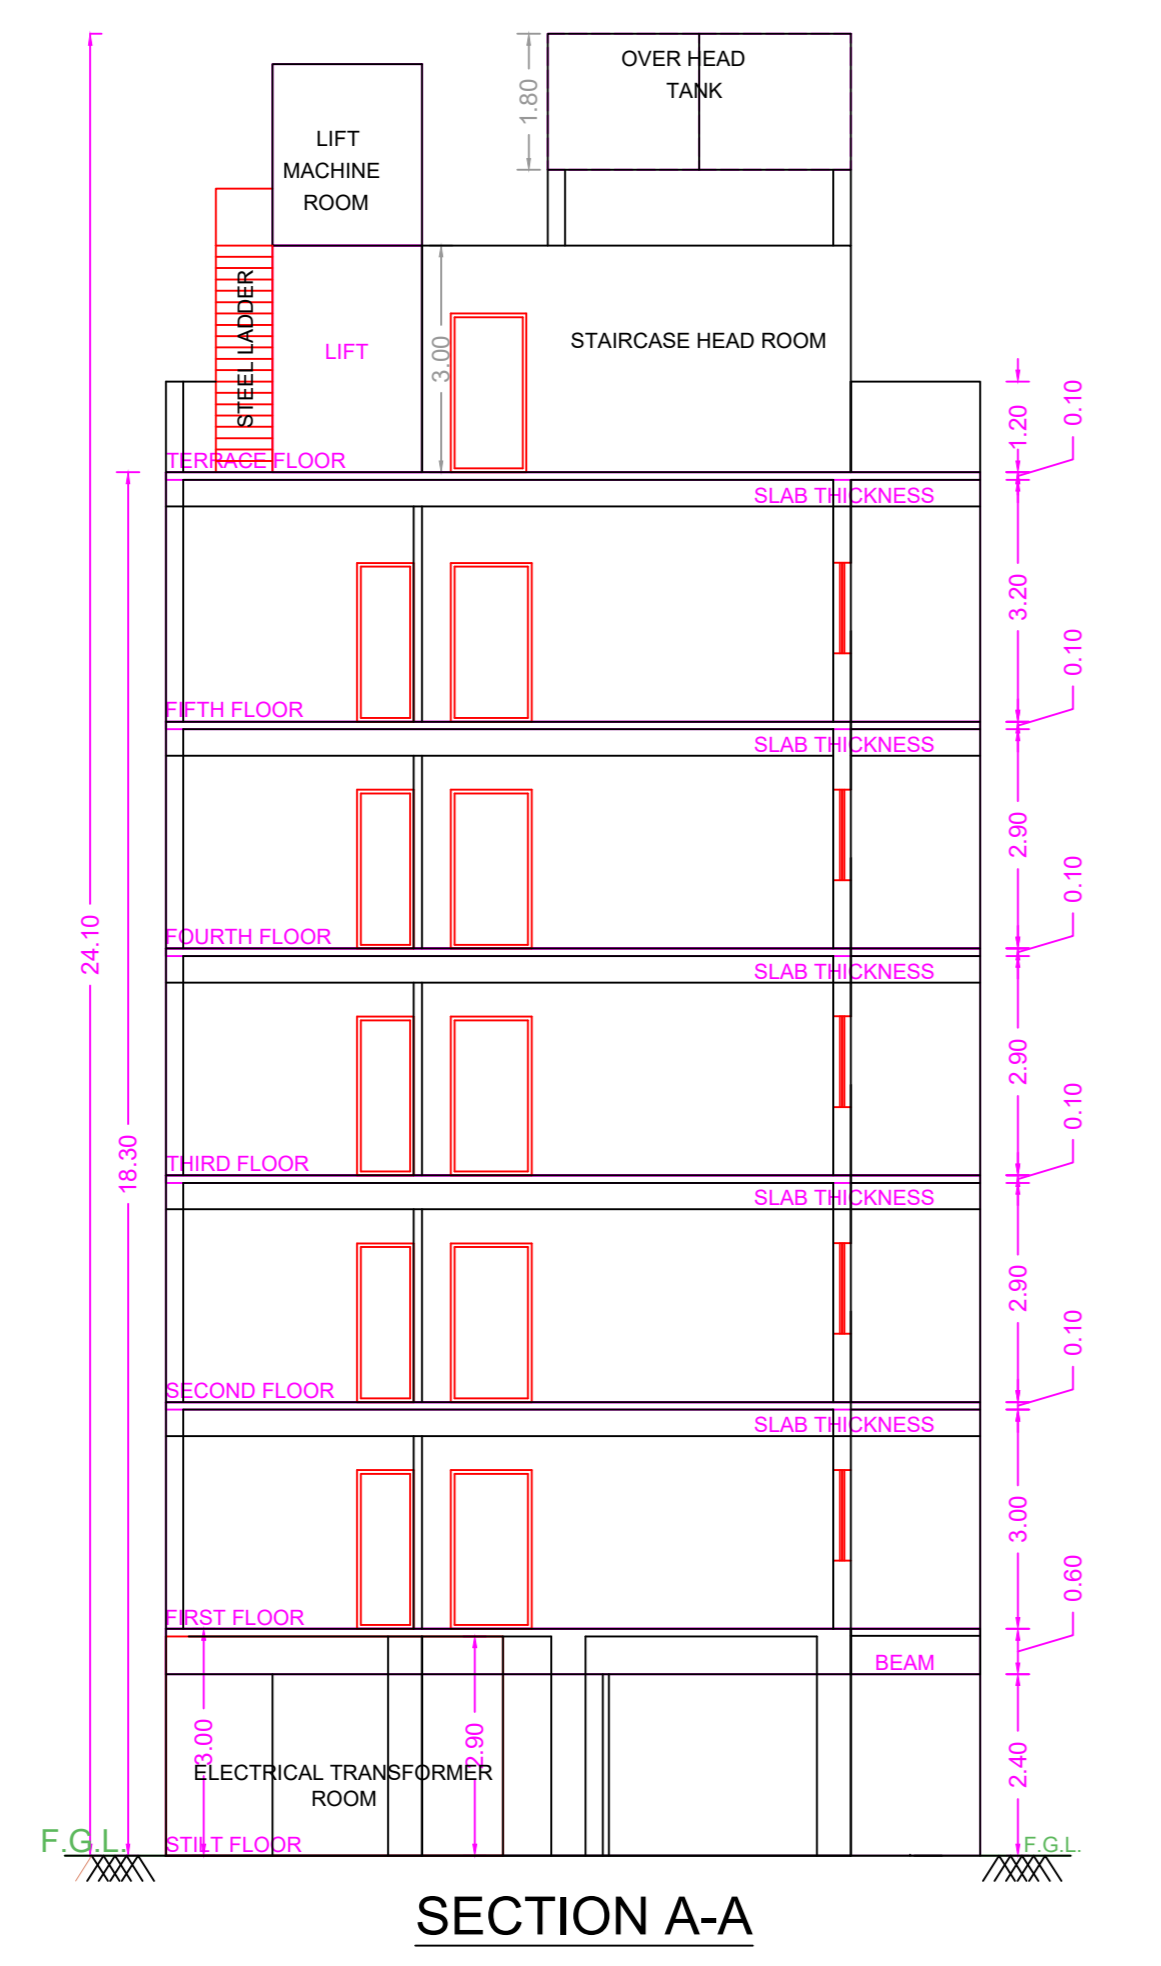 OVER HEAD
TANK
1.80
LIFT
MACHINE
ROOM
STEEL LADDER
LIFT
3.00
STAIRCASE HEAD ROOM
1.20
0.10
TERRACE FLOOR
SLAB THICKNESS
3.20
0.10
FIFTH FLOOR
SLAB THICKNESS
2.90
0.10
24.10
FOURTH FLOOR
SLAB THICKNESS
2.90
0.10
18.30
THIRD FLOOR
SLAB THICKNESS
2.90
0.10
SECOND FLOOR
SLAB THICKNESS
3.00
0.60
FIRST FLOOR
BEAM
3.00
2.90
2.40
ELECTRICAL TRANSFORMER
ROOM
F.G.L.
STILT FLOOR
F.G.L.
SECTION A-A